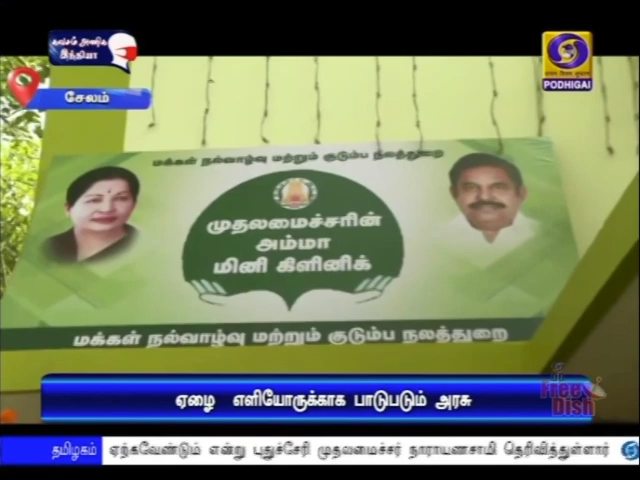 கவசம் அணிக
இந்தியா
சேலம்
PODHIGAI
மக்கள் நல்வாழ்வு மற்றும் குடும்ப நலத்துறை
முதலமைச்சரின்
அம்மா
மினி கிளினிக்
மக்கள் நல்வாழ்வு மற்றும் குடும்ப நலத்துறை
ஏழை எளியோருக்காக பாடுபடும் அரசு
Free
Dish
தமிழகம் ஏற்கவேண்டும் என்று புதுச்சேரி முதலமைச்சர் நாராயணசாமி தெரிவித்துள்ளார்